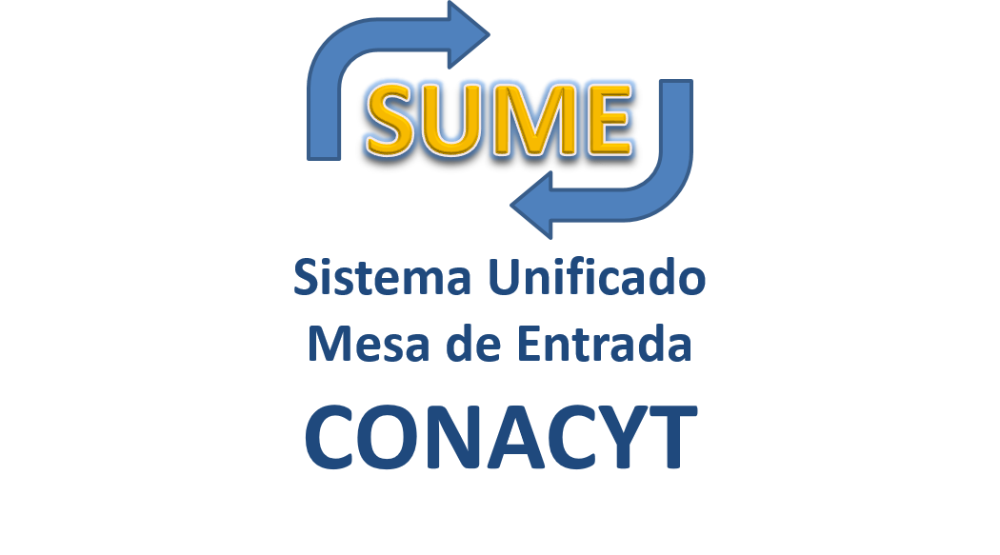 SUME
Sistema Unificado
Mesa de Entrada
CONACYT